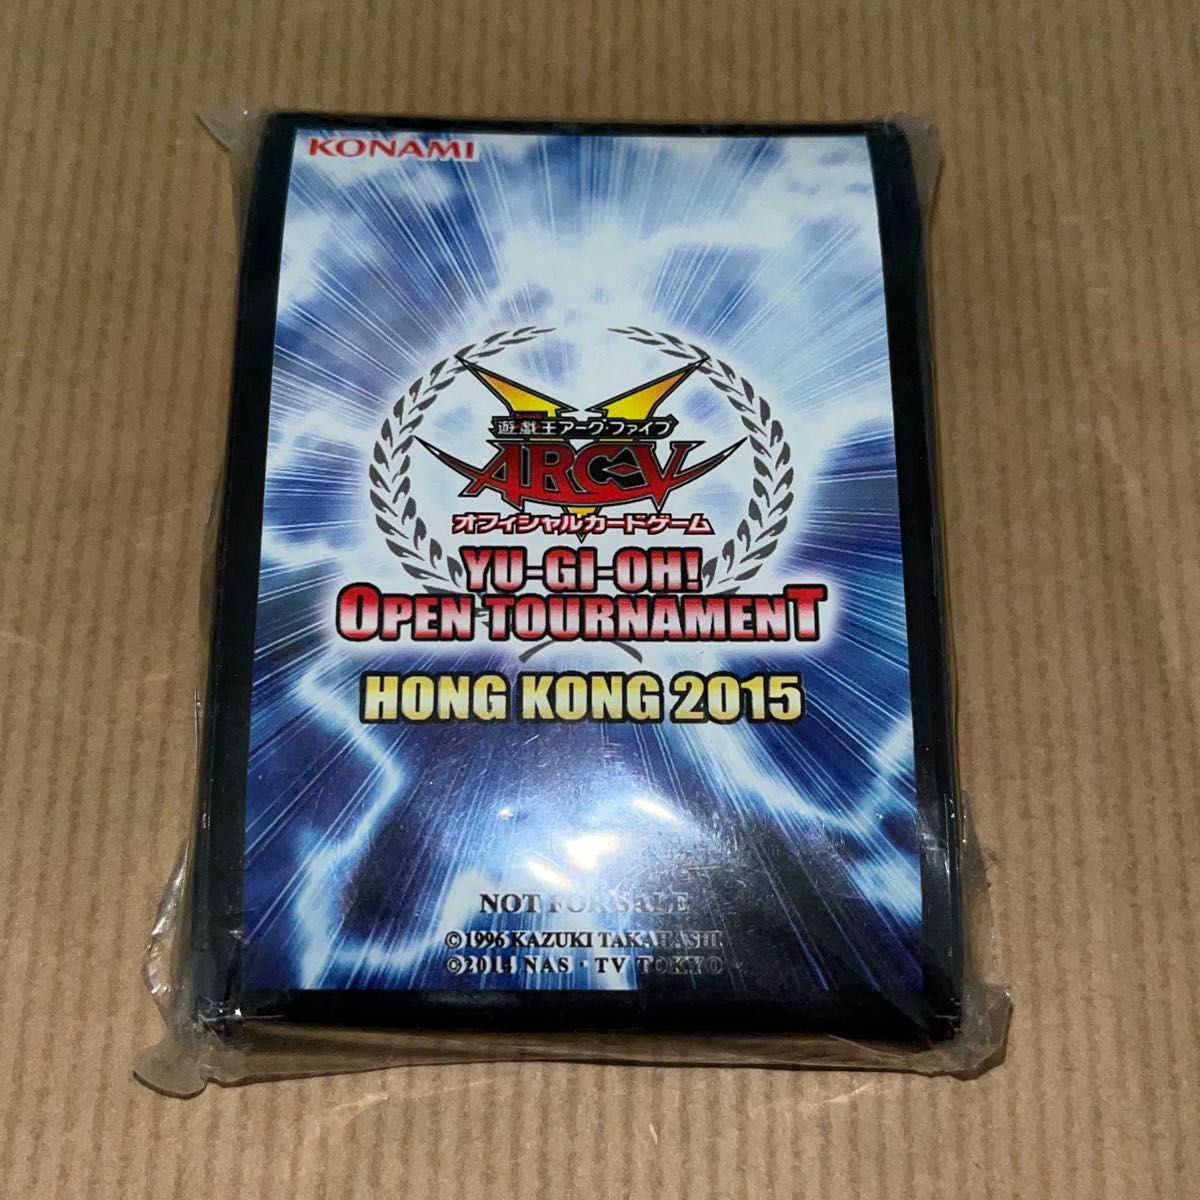 KONAMI
遊戯王アーク・ファイブ
ARC-V
オフィシャルカードゲーム
YU-GI-OH!
OPEN TOURNAMENT
HONG KONG 2015
NOT FOR SALE
©1996 KAZUKI TAKAHASHI
©2014 NAS・TV TOKYO